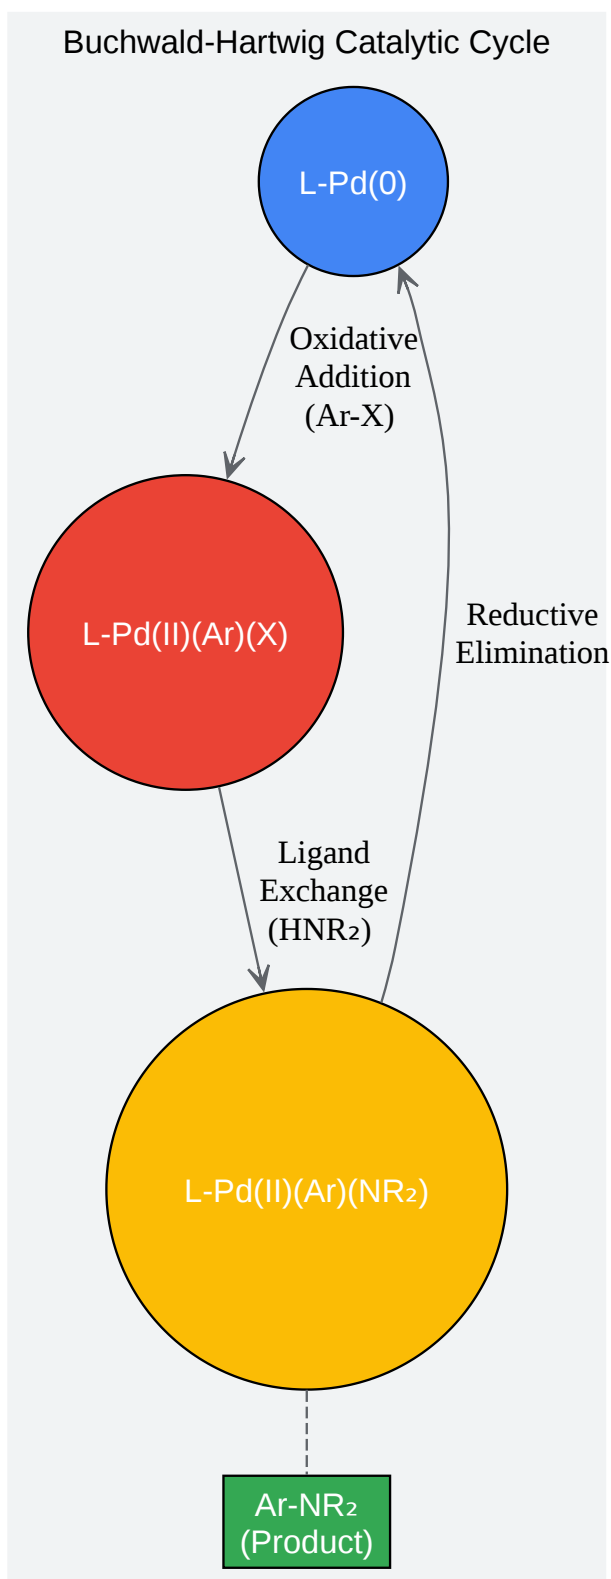 Buchwald-Hartwig Catalytic Cycle
L-Pd(0)
Oxidative
Addition
(Ar-X)
L-Pd(II)(Ar)(X)
Reductive
Elimination
Ligand
Exchange
(HNR₂)
L-Pd(II)(Ar)(NR₂)
Ar-NR₂
(Product)